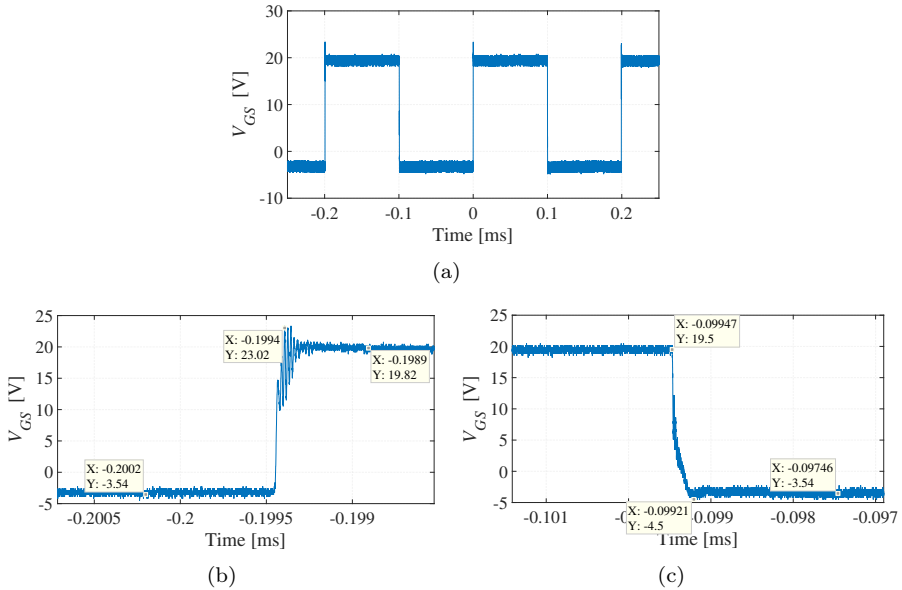 30
20
10
0
-10
V_GS [V]
-0.2 -0.1 0 0.1 0.2
Time [ms]
(a)
25
20
15
10
5
0
-5
V_GS [V]
X: -0.1994
Y: 23.02
X: -0.1989
Y: 19.82
X: -0.2002
Y: -3.54
-0.2005 -0.2 -0.1995 -0.199
Time [ms]
(b)
25
20
15
10
5
0
-5
V_GS [V]
X: -0.09947
Y: 19.5
X: -0.09746
Y: -3.54
X: -0.09921
Y: -4.5
-0.101 -0.099 -0.098 -0.097
Time [ms]
(c)